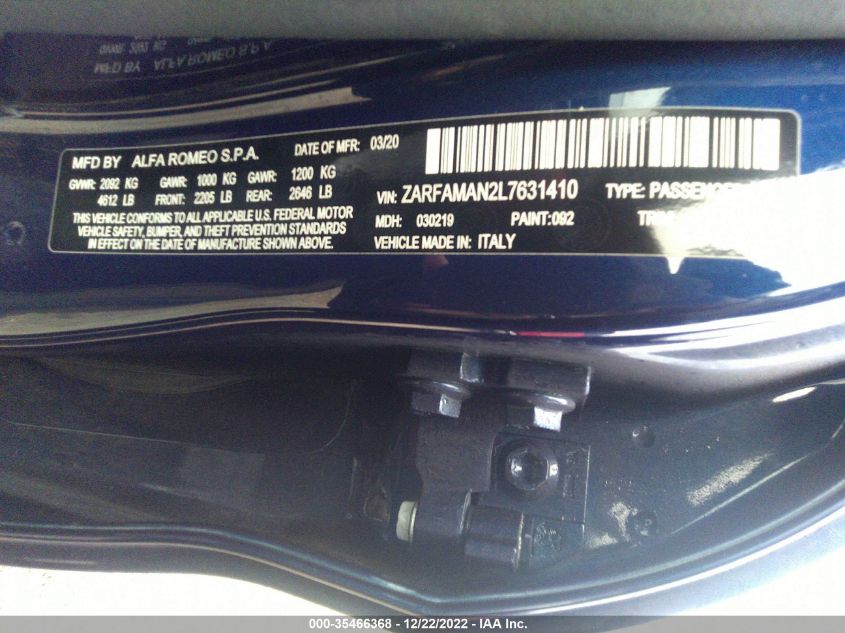 MFD BY ALFA ROMEO S.P.A. DATE OF MFR: 03/20
GVWR: 2092 KG GAWR: 1000 KG GAWR: 1200 KG
4612 LB FRONT: 2205 LB REAR: 2646 LB
THIS VEHICLE CONFORMS TO ALL APPLICABLE U.S. FEDERAL MOTOR
VEHICLE SAFETY, BUMPER, AND THEFT PREVENTION STANDARDS
IN EFFECT ON THE DATE OF MANUFACTURE SHOWN ABOVE.
VIN: ZARFAMAN2L7631410 TYPE: PASSENGER
MDH: 030219 PAINT:092
VEHICLE MADE IN: ITALY
000-35466368 - 12/22/2022 - IAA Inc.